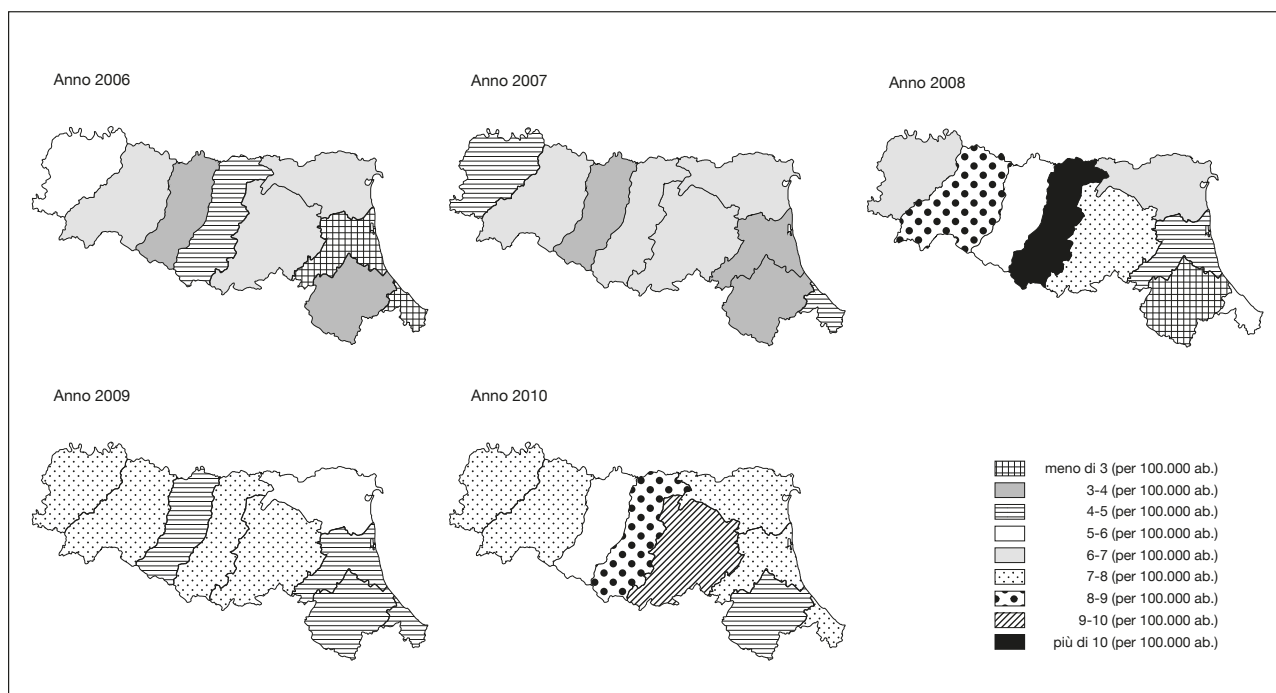 Anno 2006
Anno 2007
Anno 2008
Anno 2009
Anno 2010
meno di 3 (per 100.000 ab.)
3-4 (per 100.000 ab.)
4-5 (per 100.000 ab.)
5-6 (per 100.000 ab.)
6-7 (per 100.000 ab.)
7-8 (per 100.000 ab.)
8-9 (per 100.000 ab.)
9-10 (per 100.000 ab.)
più di 10 (per 100.000 ab.)